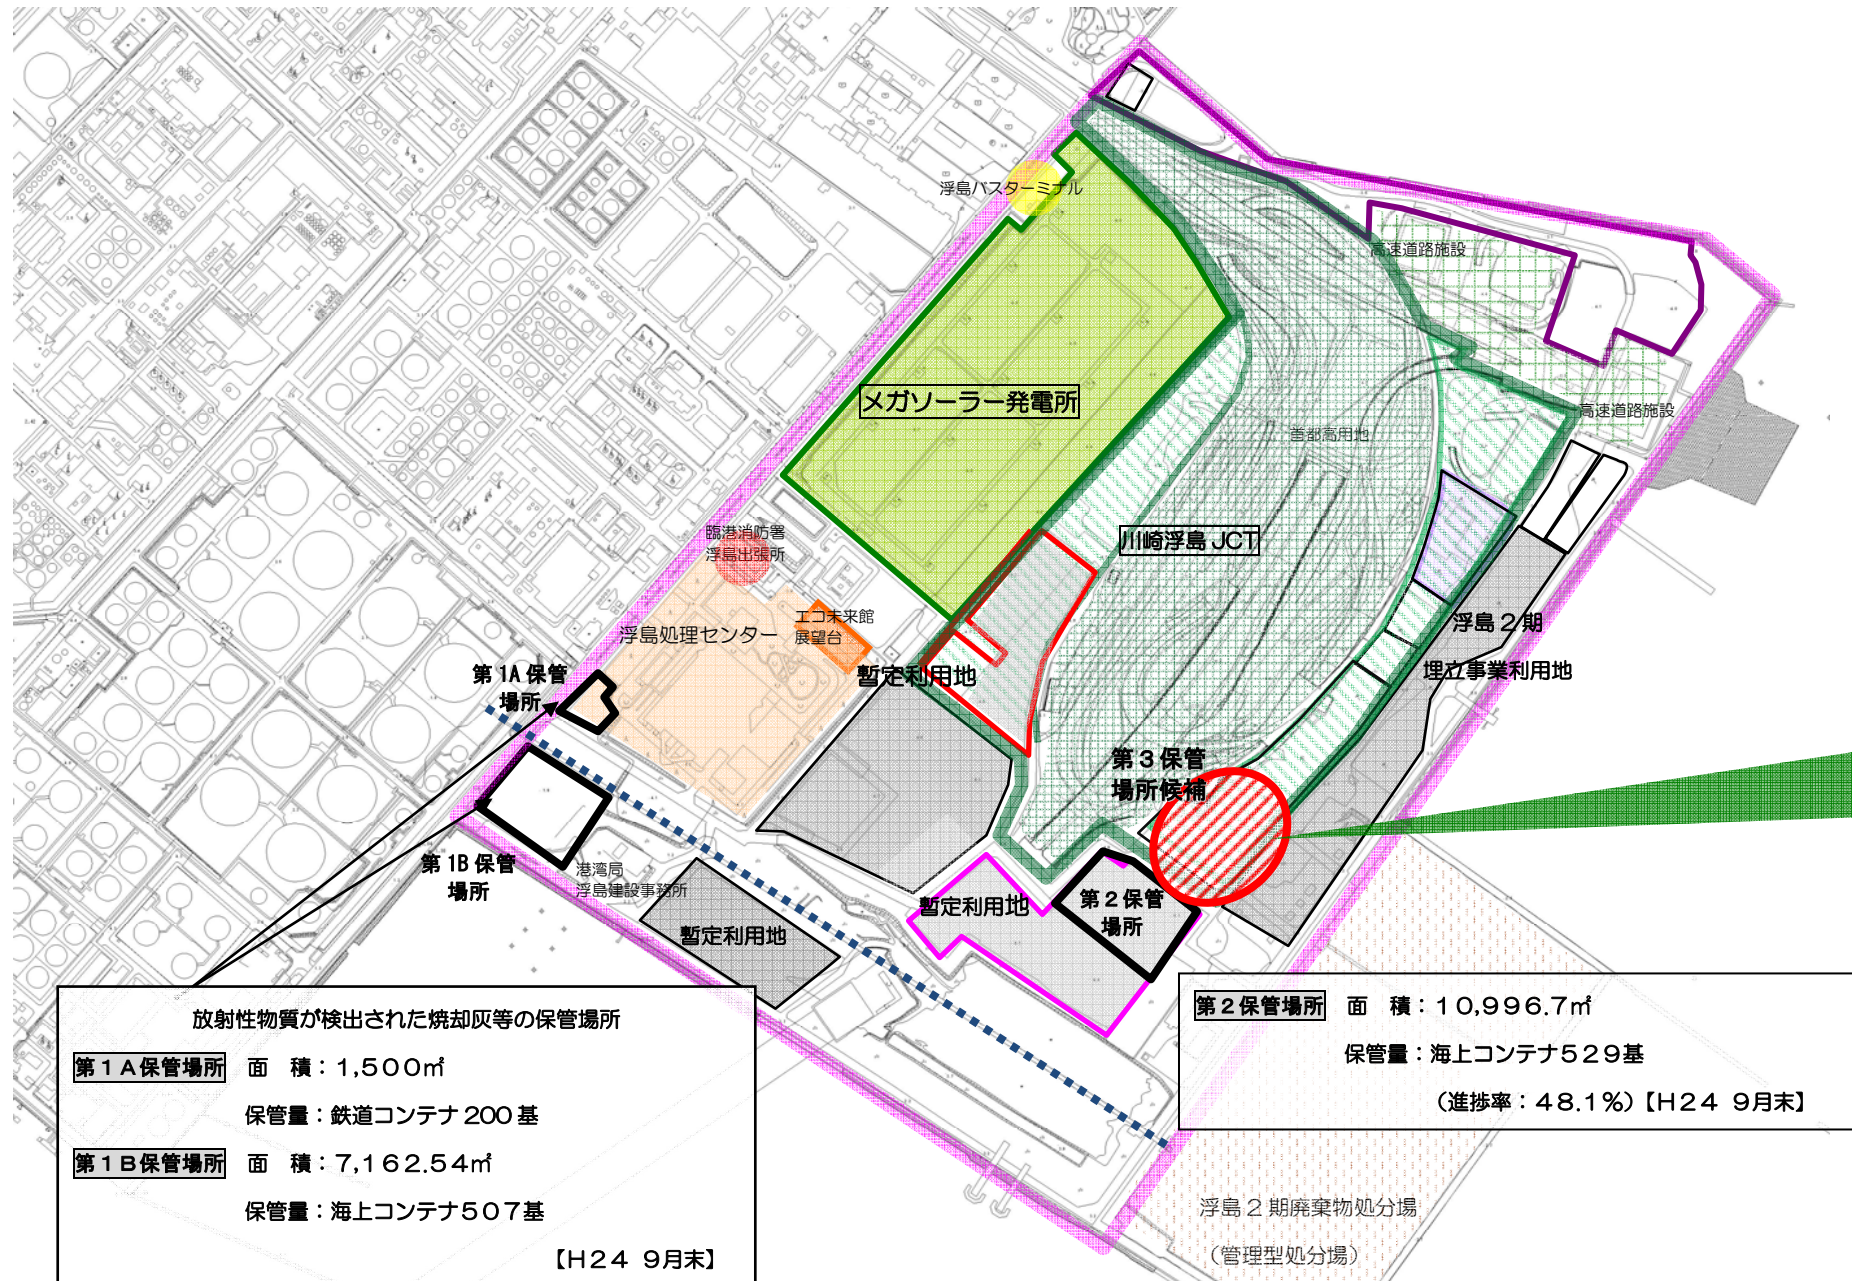 浮島バスターミナル
高速道路施設
メガソーラー発電所
高速道路施設
首都高用地
臨港消防署
浮島出張所
川崎浮島 JCT
エコ未来館
展望台
浮島処理センター
浮島２期
埋立事業利用地
第 1A 保管
場所
暫定利用地
第３保管
場所候補
第 1B 保管
場所
港湾局
浮島建設事務所
暫定利用地
暫定利用地
第２保管
場所
放射性物質が検出された焼却灰等の保管場所
第１Ａ保管場所　面　積：１,５００㎡
保管量：鉄道コンテナ 200 基
第１Ｂ保管場所　面　積：７,１６２.５４㎡
保管量：海上コンテナ５０７基
【Ｈ２４　９月末】
第２保管場所　面　積：１０,９９６.７㎡
保管量：海上コンテナ５２９基
（進捗率：４８.１％）【Ｈ２４　９月末】
浮島２期廃棄物処分場
（管理型処分場）